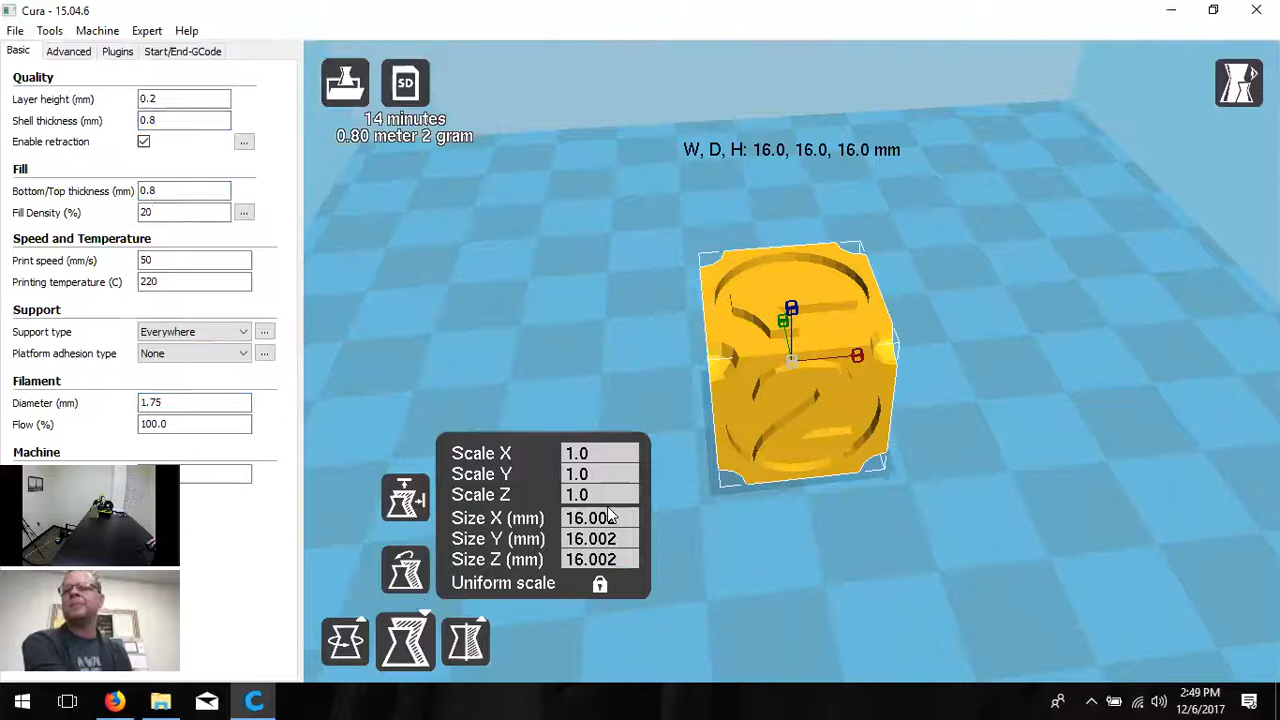 Cura - 15.04.6
File Tools Machine Expert Help
Basic Advanced Plugins Start/End-GCode
Quality
Layer height (mm) 0.2
Shell thickness (mm) 0.8
Enable retraction ...
Fill
Bottom/Top thickness (mm) 0.8
Fill Density (%) 20 ...
Speed and Temperature
Print speed (mm/s) 50
Printing temperature (C) 220
Support
Support type Everywhere ...
Platform adhesion type None ...
Filament
Diameter (mm) 1.75
Flow (%) 100.0
Machine
SD
14 minutes
0.80 meter 2 gram
W, D, H: 16.0, 16.0, 16.0 mm
Scale X 1.0
Scale Y 1.0
Scale Z 1.0
Size X (mm) 16.002
Size Y (mm) 16.002
Size Z (mm) 16.002
Uniform scale
2:49 PM
12/6/2017